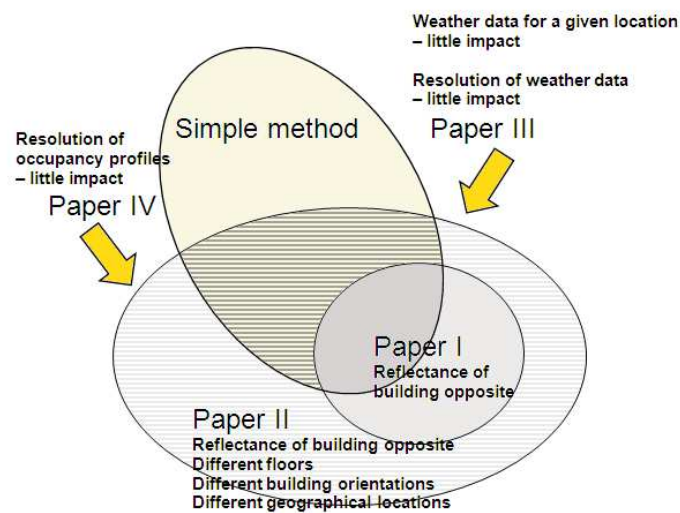 Weather data for a given location
– little impact
Resolution of weather data
– little impact
Paper III
Simple method
Resolution of
occupancy profiles
– little impact
Paper IV
Paper I
Reflectance of
building opposite
Paper II
Reflectance of building opposite
Different floors
Different building orientations
Different geographical locations